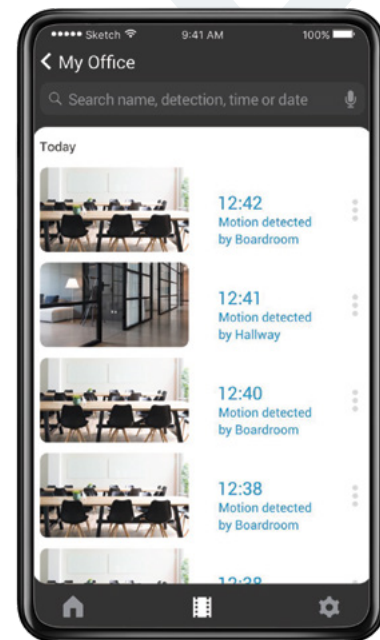 Sketch 9:41 AM 100%
My Office
Search name, detection, time or date
Today
12:42
Motion detected
by Boardroom
12:41
Motion detected
by Hallway
12:40
Motion detected
by Boardroom
12:38
Motion detected
by Boardroom
12:38